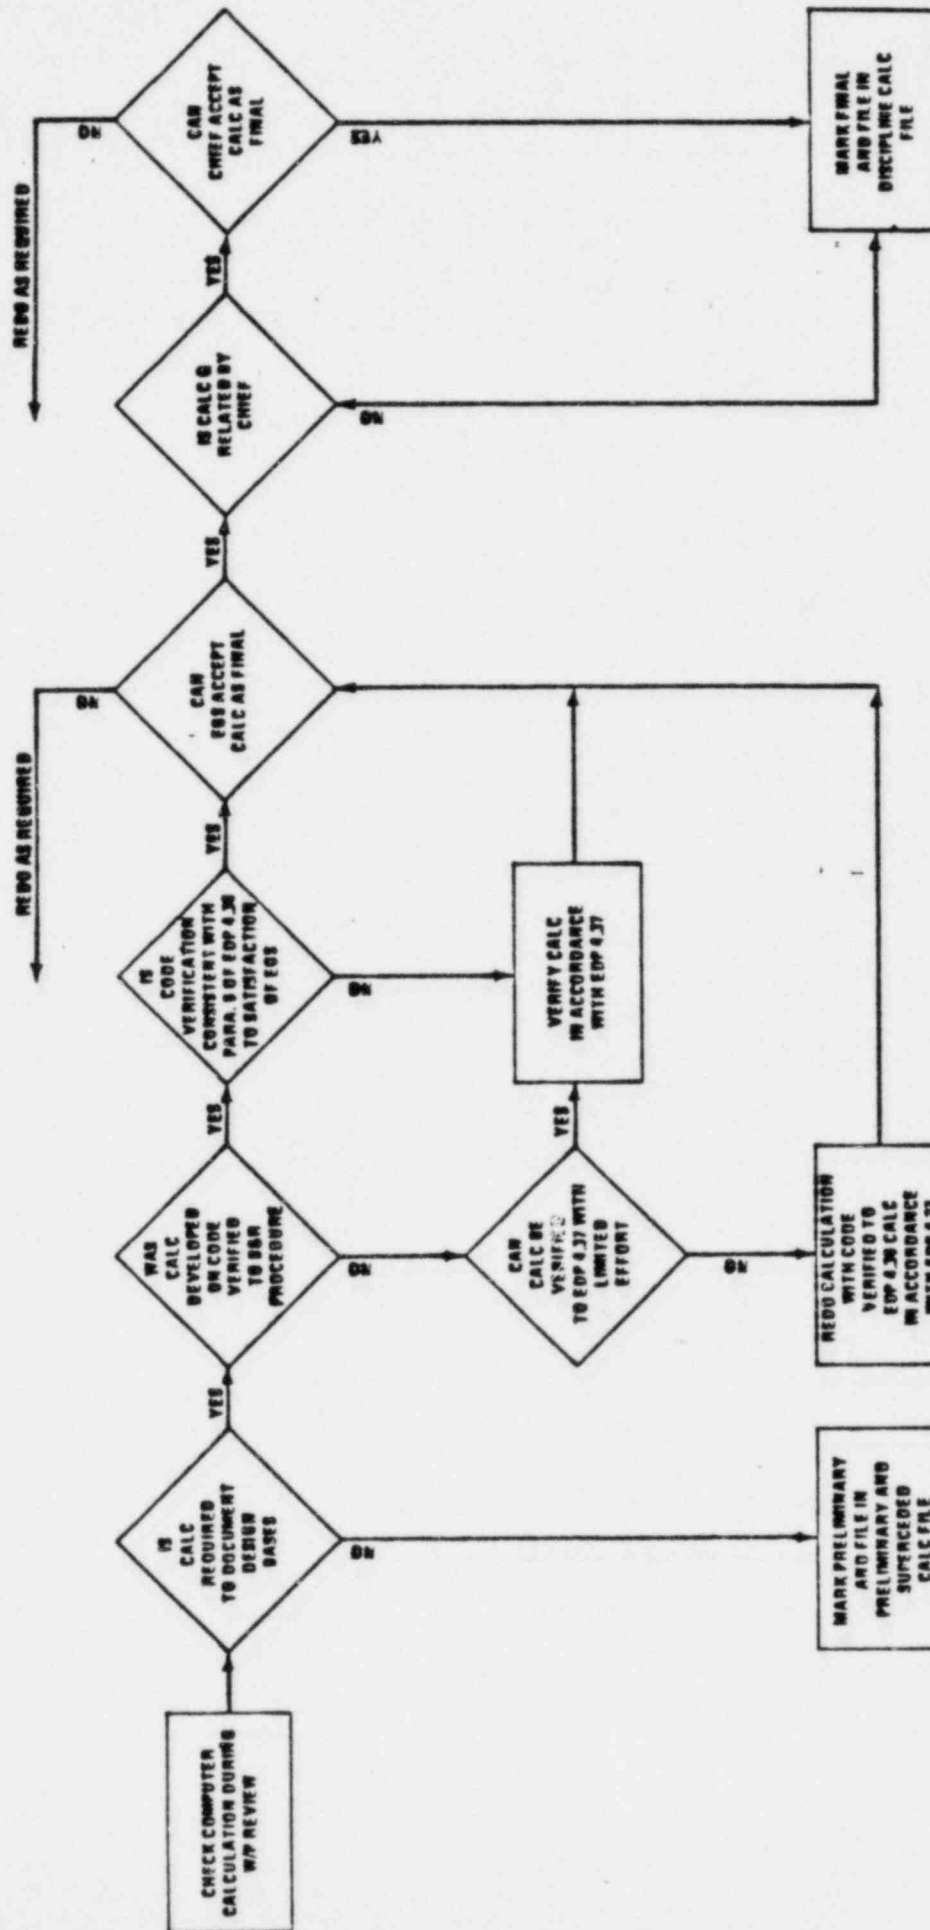 CHECK COMPUTER
CALCULATION DURING
W/P REVIEW
IS
CALC
REQUIRED
TO DOCUMENT
DESIGN
BASES
YES
NO
MARK PRELIMINARY
AND FILE IN
PRELIMINARY AND
SUPERCEDED
CALC FILE
WAS
CALC
DEVELOPED
ON CODE
VERIFIED
TO B&R
PROCEDURE
YES
NO
CAN
CALC BE
VERIFIED
TO EDP 4.37 WITH
LIMITED
EFFORT
YES
NO
REDO CALCULATION
WITH CODE
VERIFIED TO
EDP 4.38 CALC
IN ACCORDANCE
IS
CODE
VERIFICATION
CONSISTENT WITH
PARA. 5 OF EDP 4.38
TO SATISFACTION
OF EGS
YES
NO
VERIFY CALC
IN ACCORDANCE
WITH EDP 4.37
CAN
EGS ACCEPT
CALC AS FINAL
YES
NO
REDO AS REQUIRED
IS CALC Q
RELATED BY
CHIEF
YES
NO
CAN
CHIEF ACCEPT
CALC AS
FINAL
NO
REDO AS REQUIRED
YES
MARK FINAL
AND FILE IN
DISCIPLINE CALC
FILE